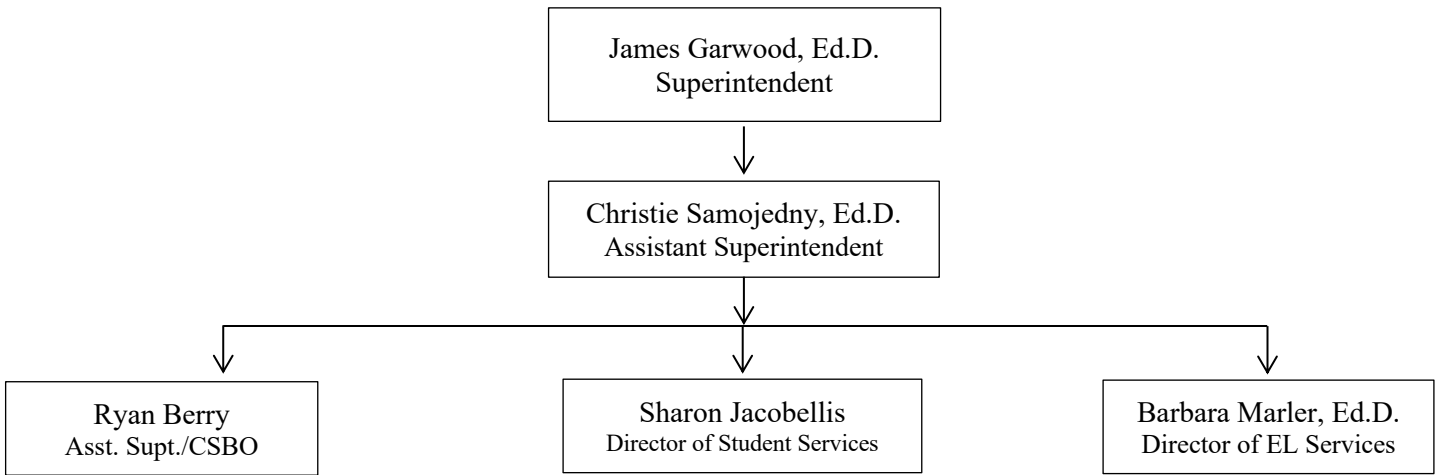 James Garwood, Ed.D.
Superintendent
Christie Samojedny, Ed.D.
Assistant Superintendent
Ryan Berry
Asst. Supt./CSBO
Sharon Jacobellis
Director of Student Services
Barbara Marler, Ed.D.
Director of EL Services